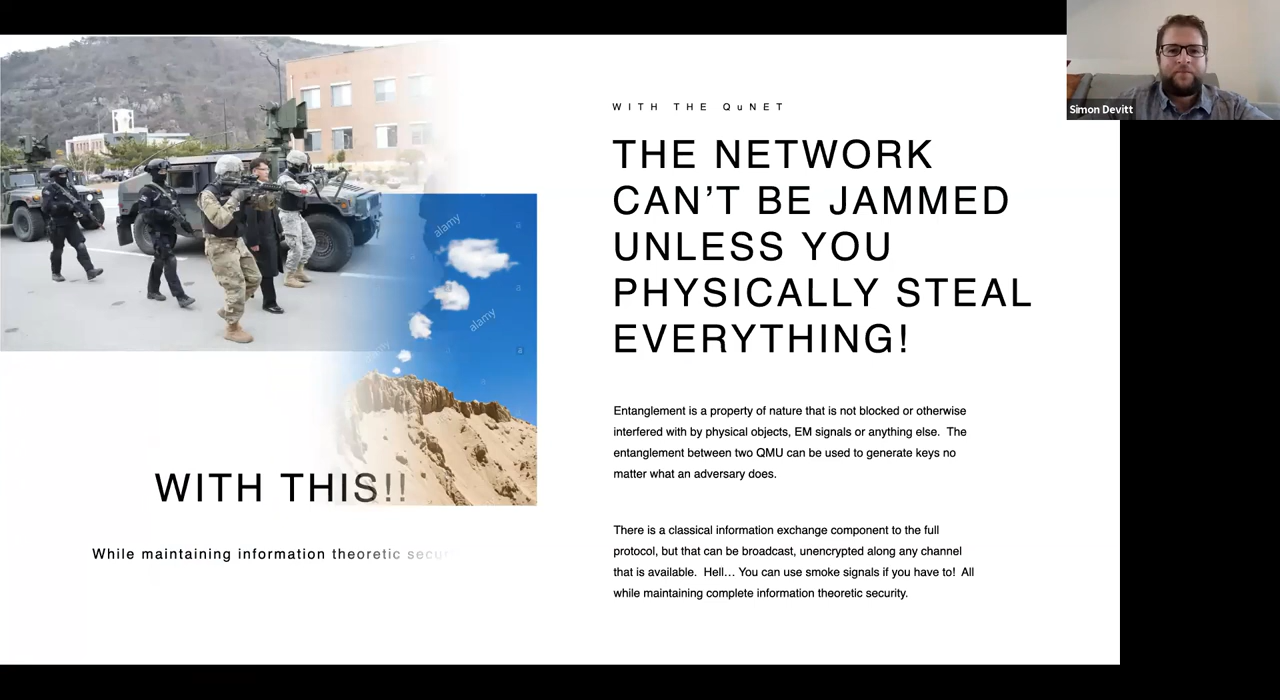 Simon Devitt
WITH THE QuNET
THE NETWORK
CAN'T BE JAMMED
UNLESS YOU
PHYSICALLY STEAL
EVERYTHING!
Entanglement is a property of nature that is not blocked or otherwise
interfered with by physical objects, EM signals or anything else. The
entanglement between two QMU can be used to generate keys no
matter what an adversary does.
There is a classical information exchange component to the full
protocol, but that can be broadcast, unencrypted along any channel
that is available. Hell… You can use smoke signals if you have to! All
while maintaining complete information theoretic security.
alamy
alamy
alamy
WITH THIS!!
While maintaining information theoretic